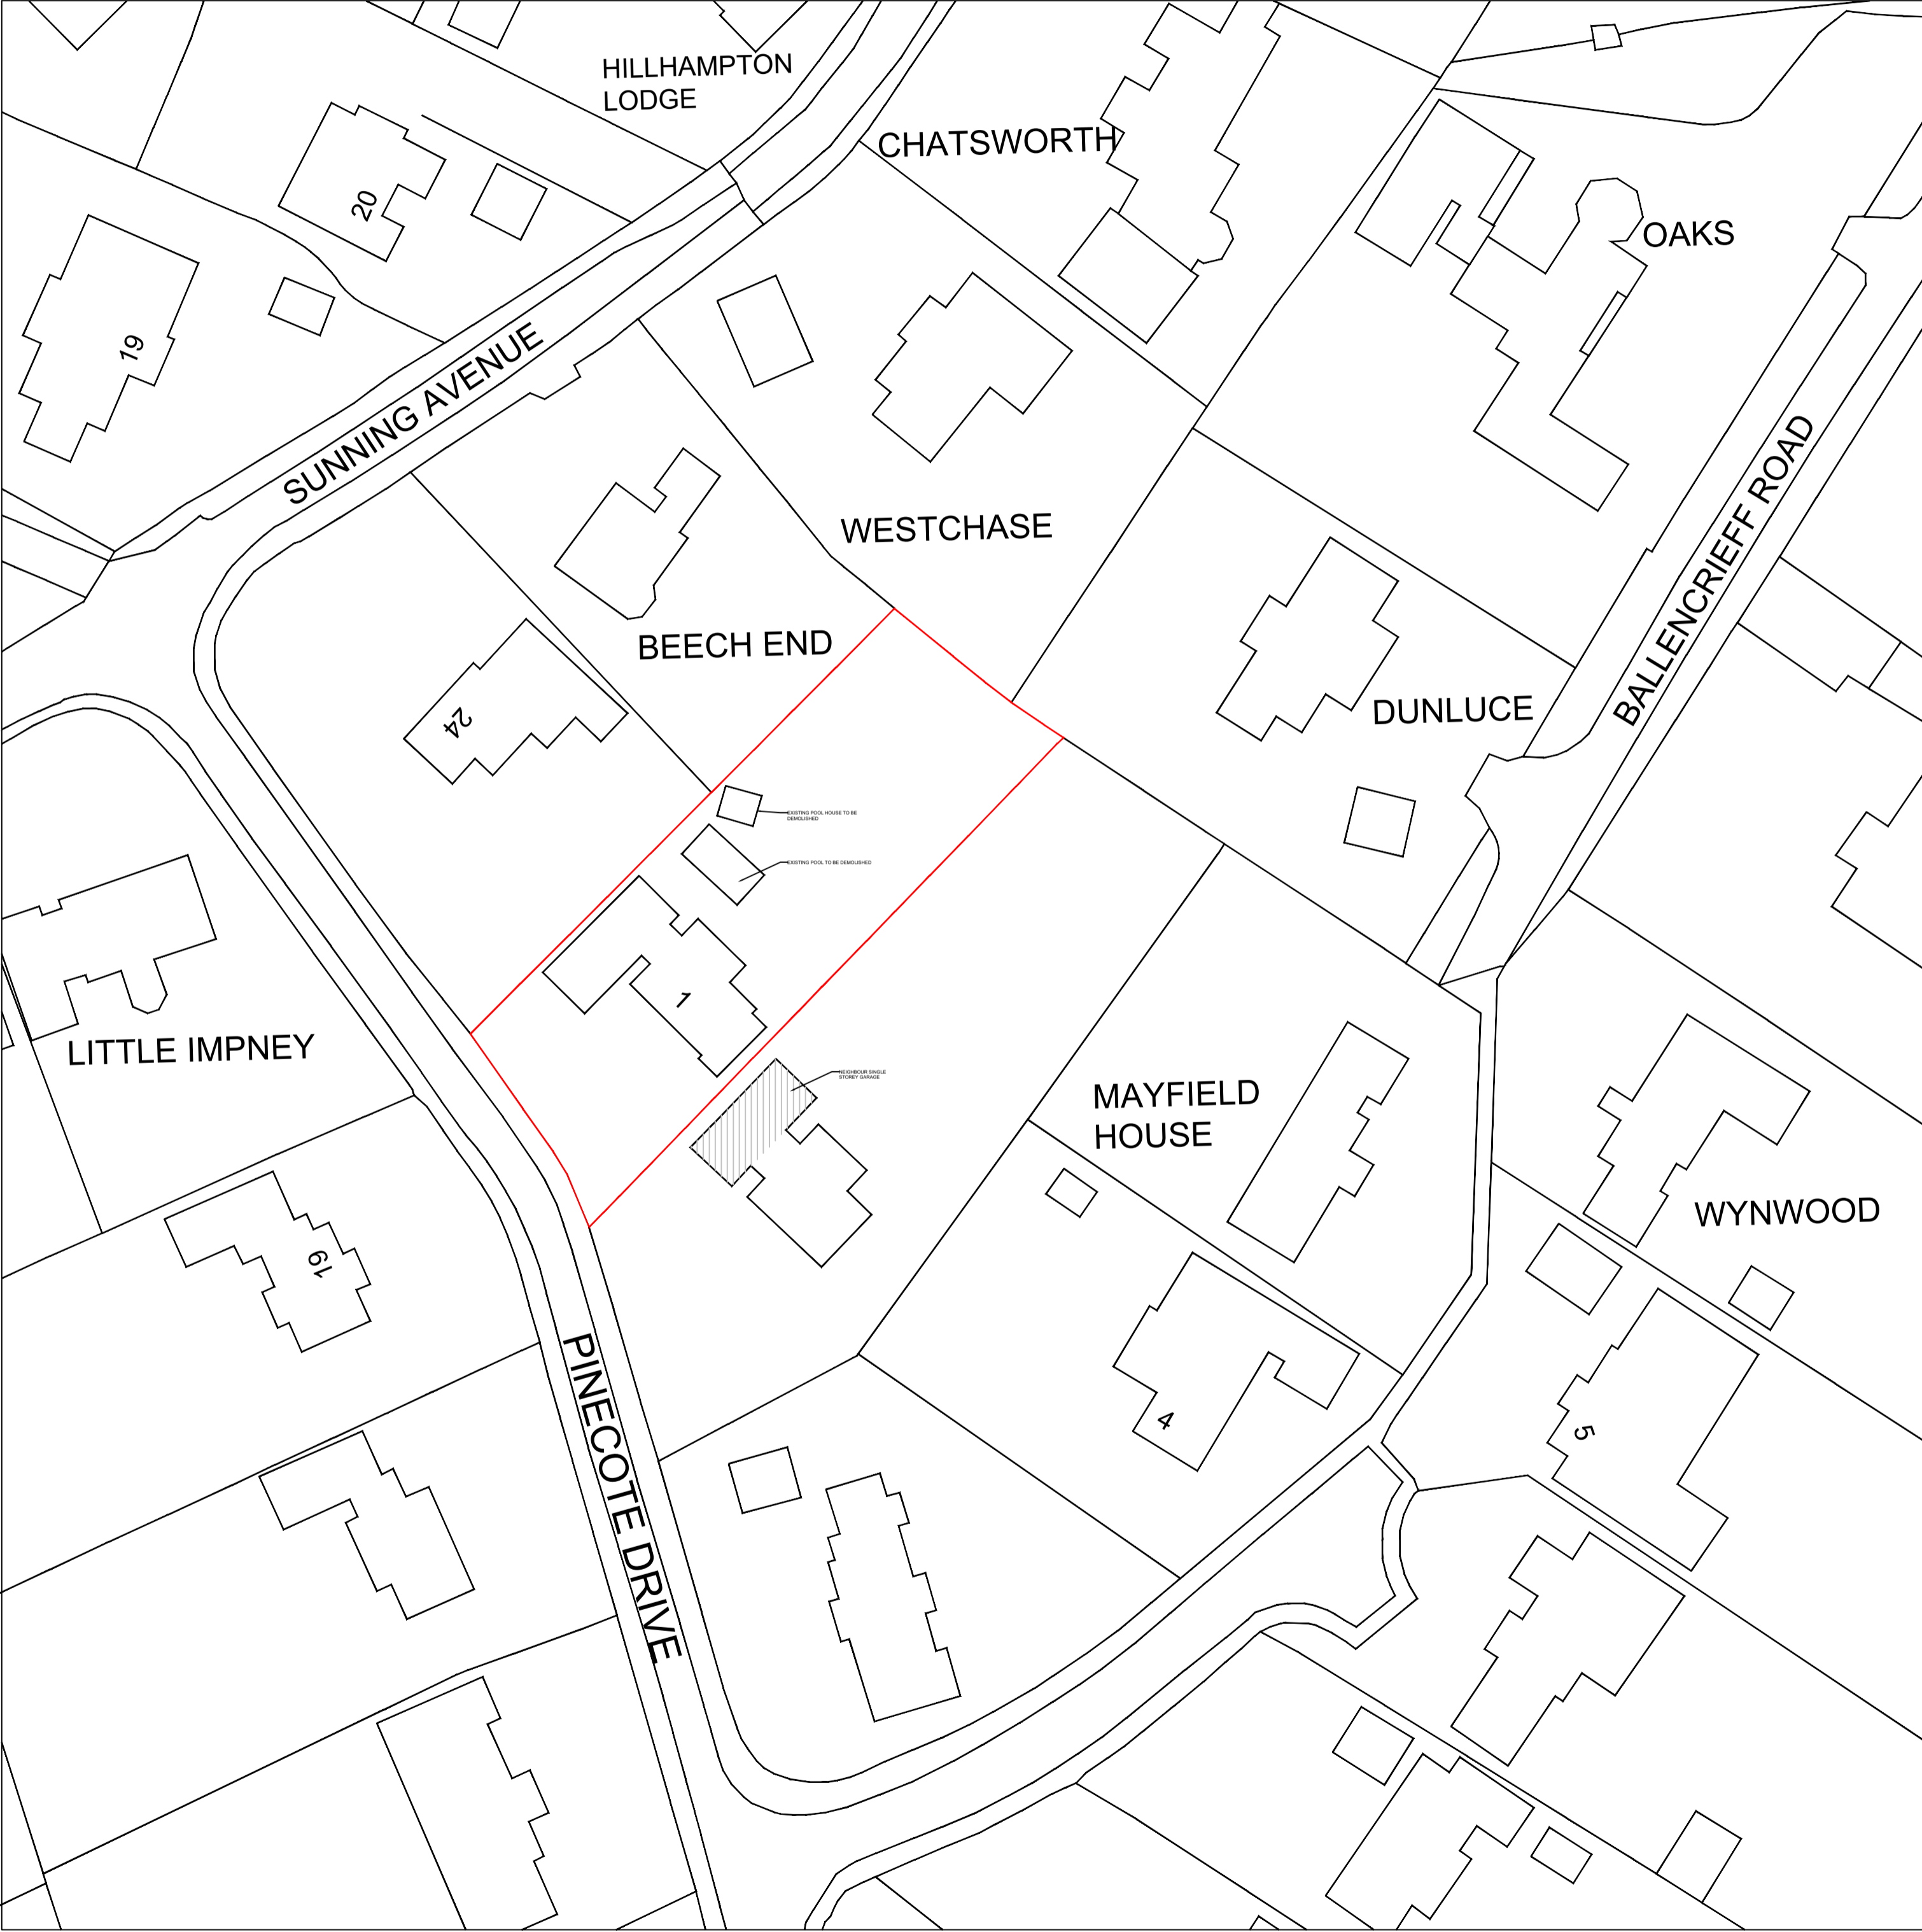 HILLHAMPTON
LODGE
CHATSWORTH
20
OAKS
19
SUNNING AVENUE
WESTCHASE
BALLENCRIEFF ROAD
BEECH END
DUNLUCE
24
EXISTING POOL HOUSE TO BE
DEMOLISHED
EXISTING POOL TO BE DEMOLISHED
1
LITTLE IMPNEY
NEIGHBOUR SINGLE
STOREY GARAGE
MAYFIELD
HOUSE
WYNWOOD
19
PINECOTE DRIVE
4
5